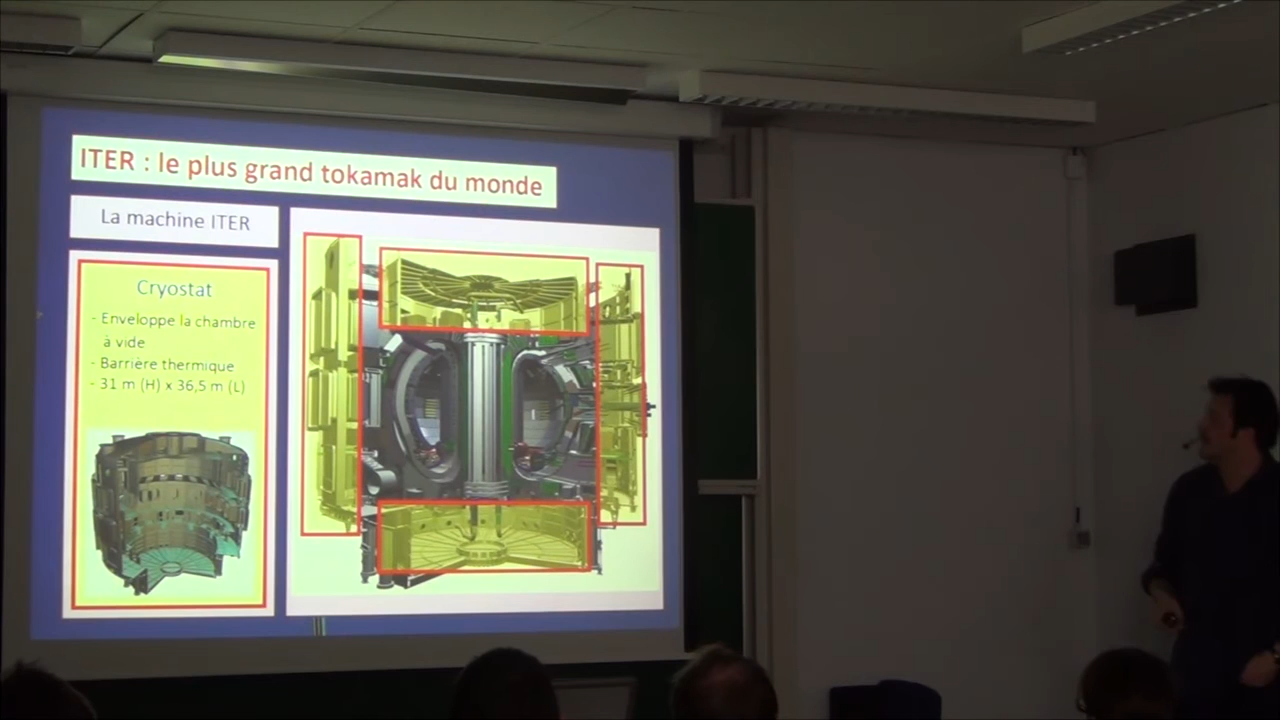 ITER : le plus grand tokamak du monde
La machine ITER
Cryostat
- Enveloppe la chambre
à vide
- Barrière thermique
- 31 m (H) x 36,5 m (L)